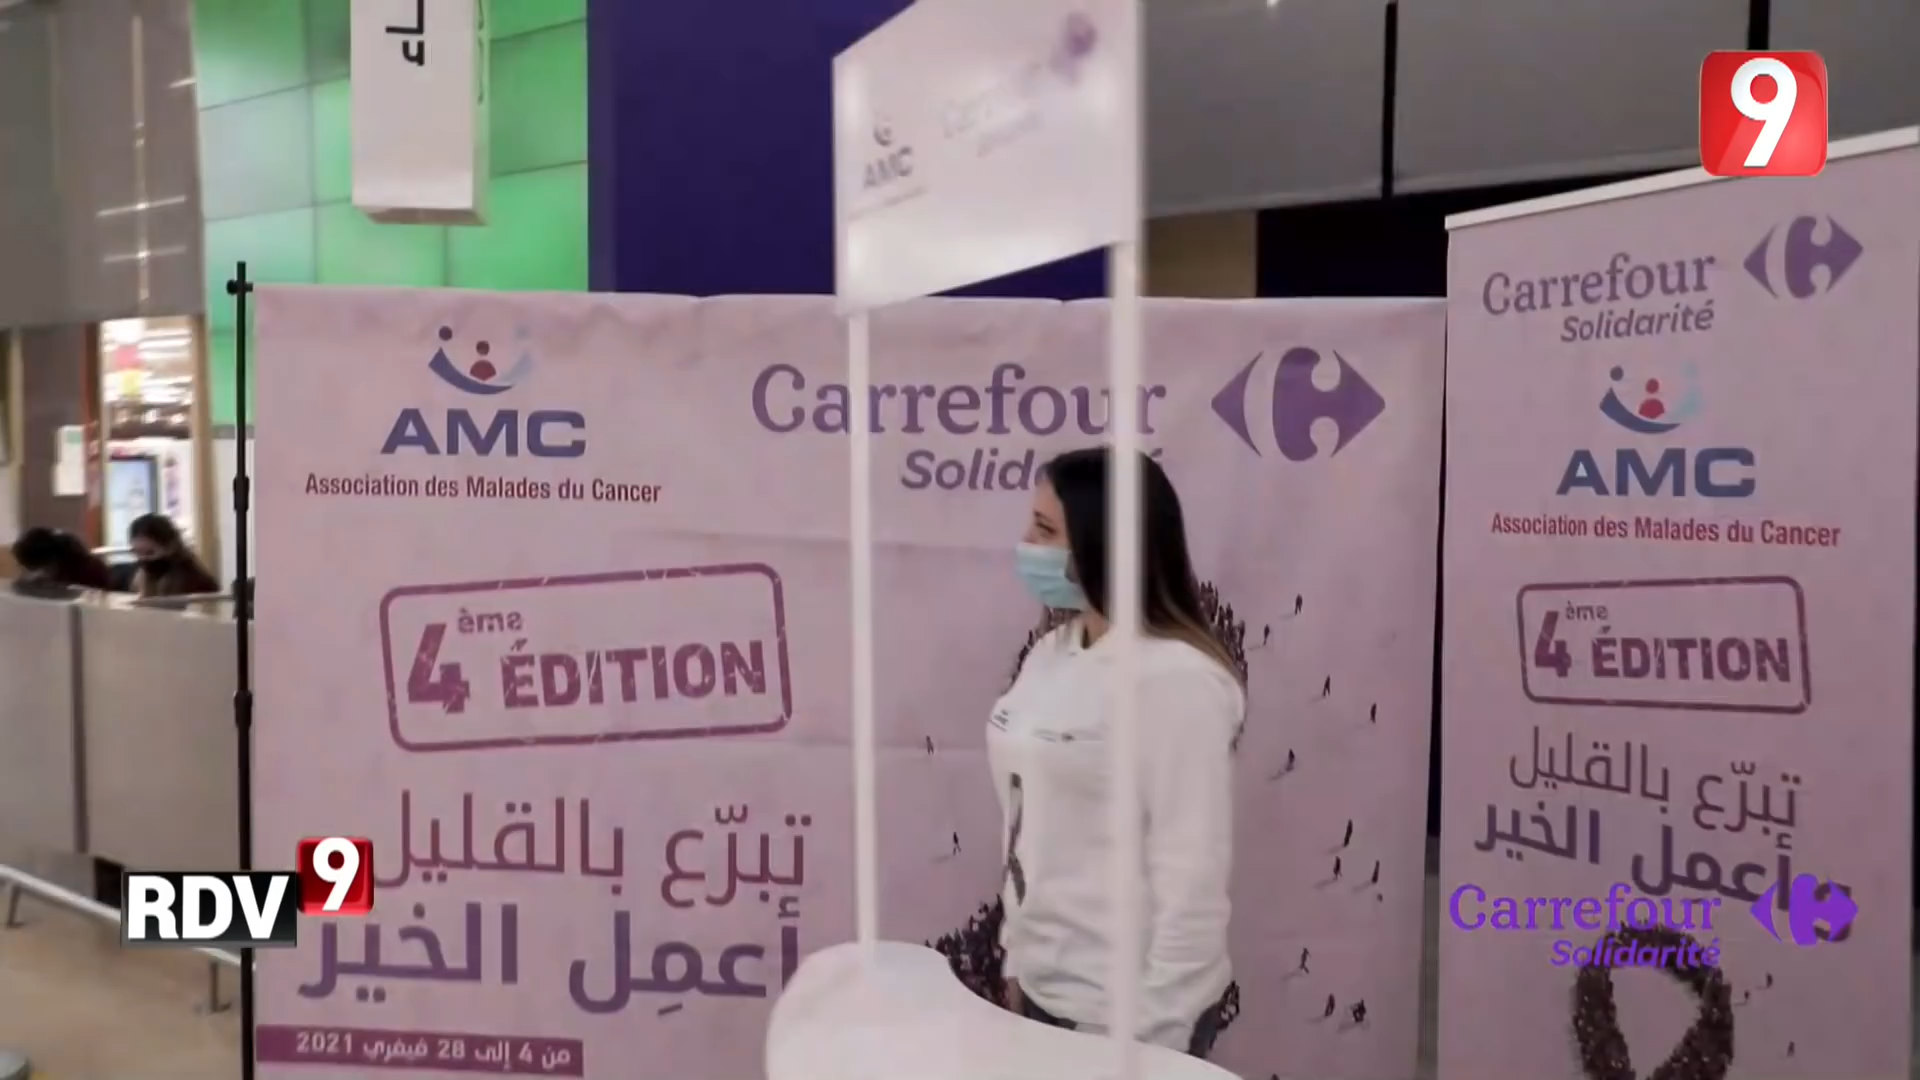 9
AMC
AMC
Association des Malades du Cancer
Carrefour
4ème ÉDITION
تبرّع بالقليل
أعمِل الخير
من 4 إلى 28 فيفري 2021
Carrefour
Solidarité
AMC
Association des Malades du Cancer
4ème ÉDITION
تبرّع بالقليل
أعمل الخير
RDV 9
Carrefour
Solidarité